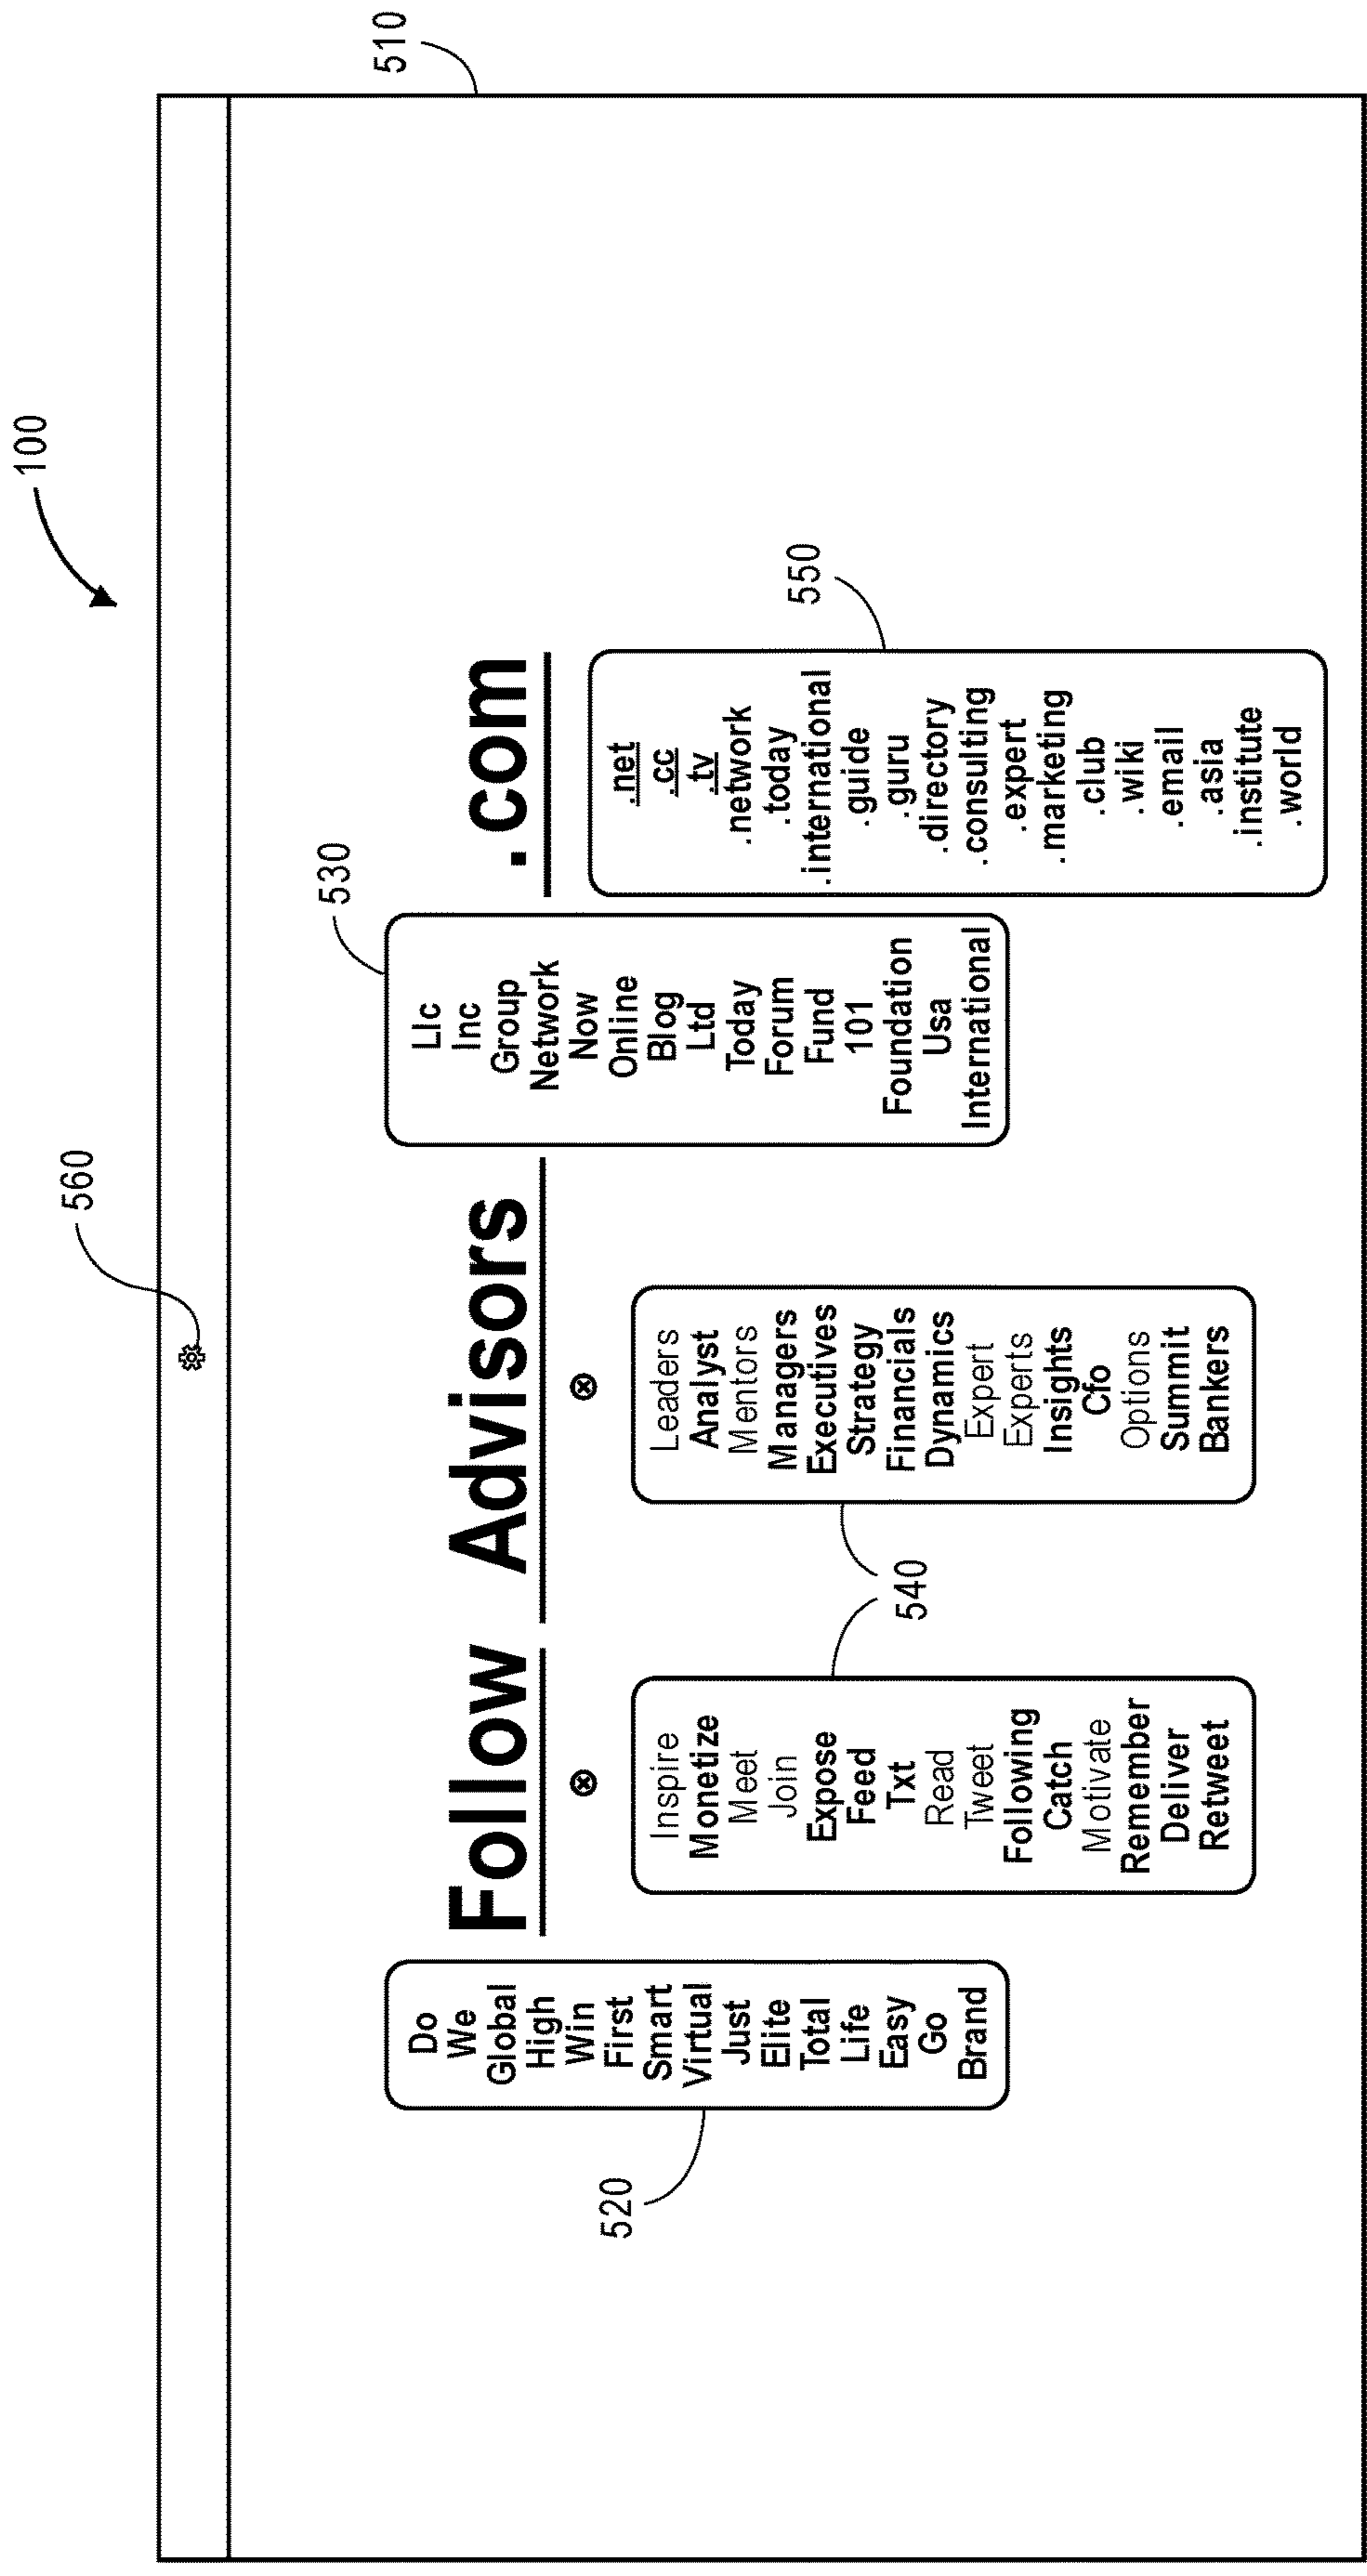 100
560
510
530
Follow Advisors .com
520
Do
We
Global
High
Win
First
Smart
Virtual
Just
Elite
Total
Life
Easy
Go
Brand
⊗
Inspire
Monetize
Meet
Join
Expose
Feed
Txt
Read
Tweet
Following
Catch
Motivate
Remember
Deliver
Retweet
540
⊗
Leaders
Analyst
Mentors
Managers
Executives
Strategy
Financials
Dynamics
Expert
Experts
Insights
Cfo
Options
Summit
Bankers
Llc
Inc
Group
Network
Now
Online
Blog
Ltd
Today
Forum
Fund
101
Foundation
Usa
International
550
.net
.cc
.tv
.network
.today
.international
.guide
.guru
.directory
.consulting
.expert
.marketing
.club
.wiki
.email
.asia
.institute
.world